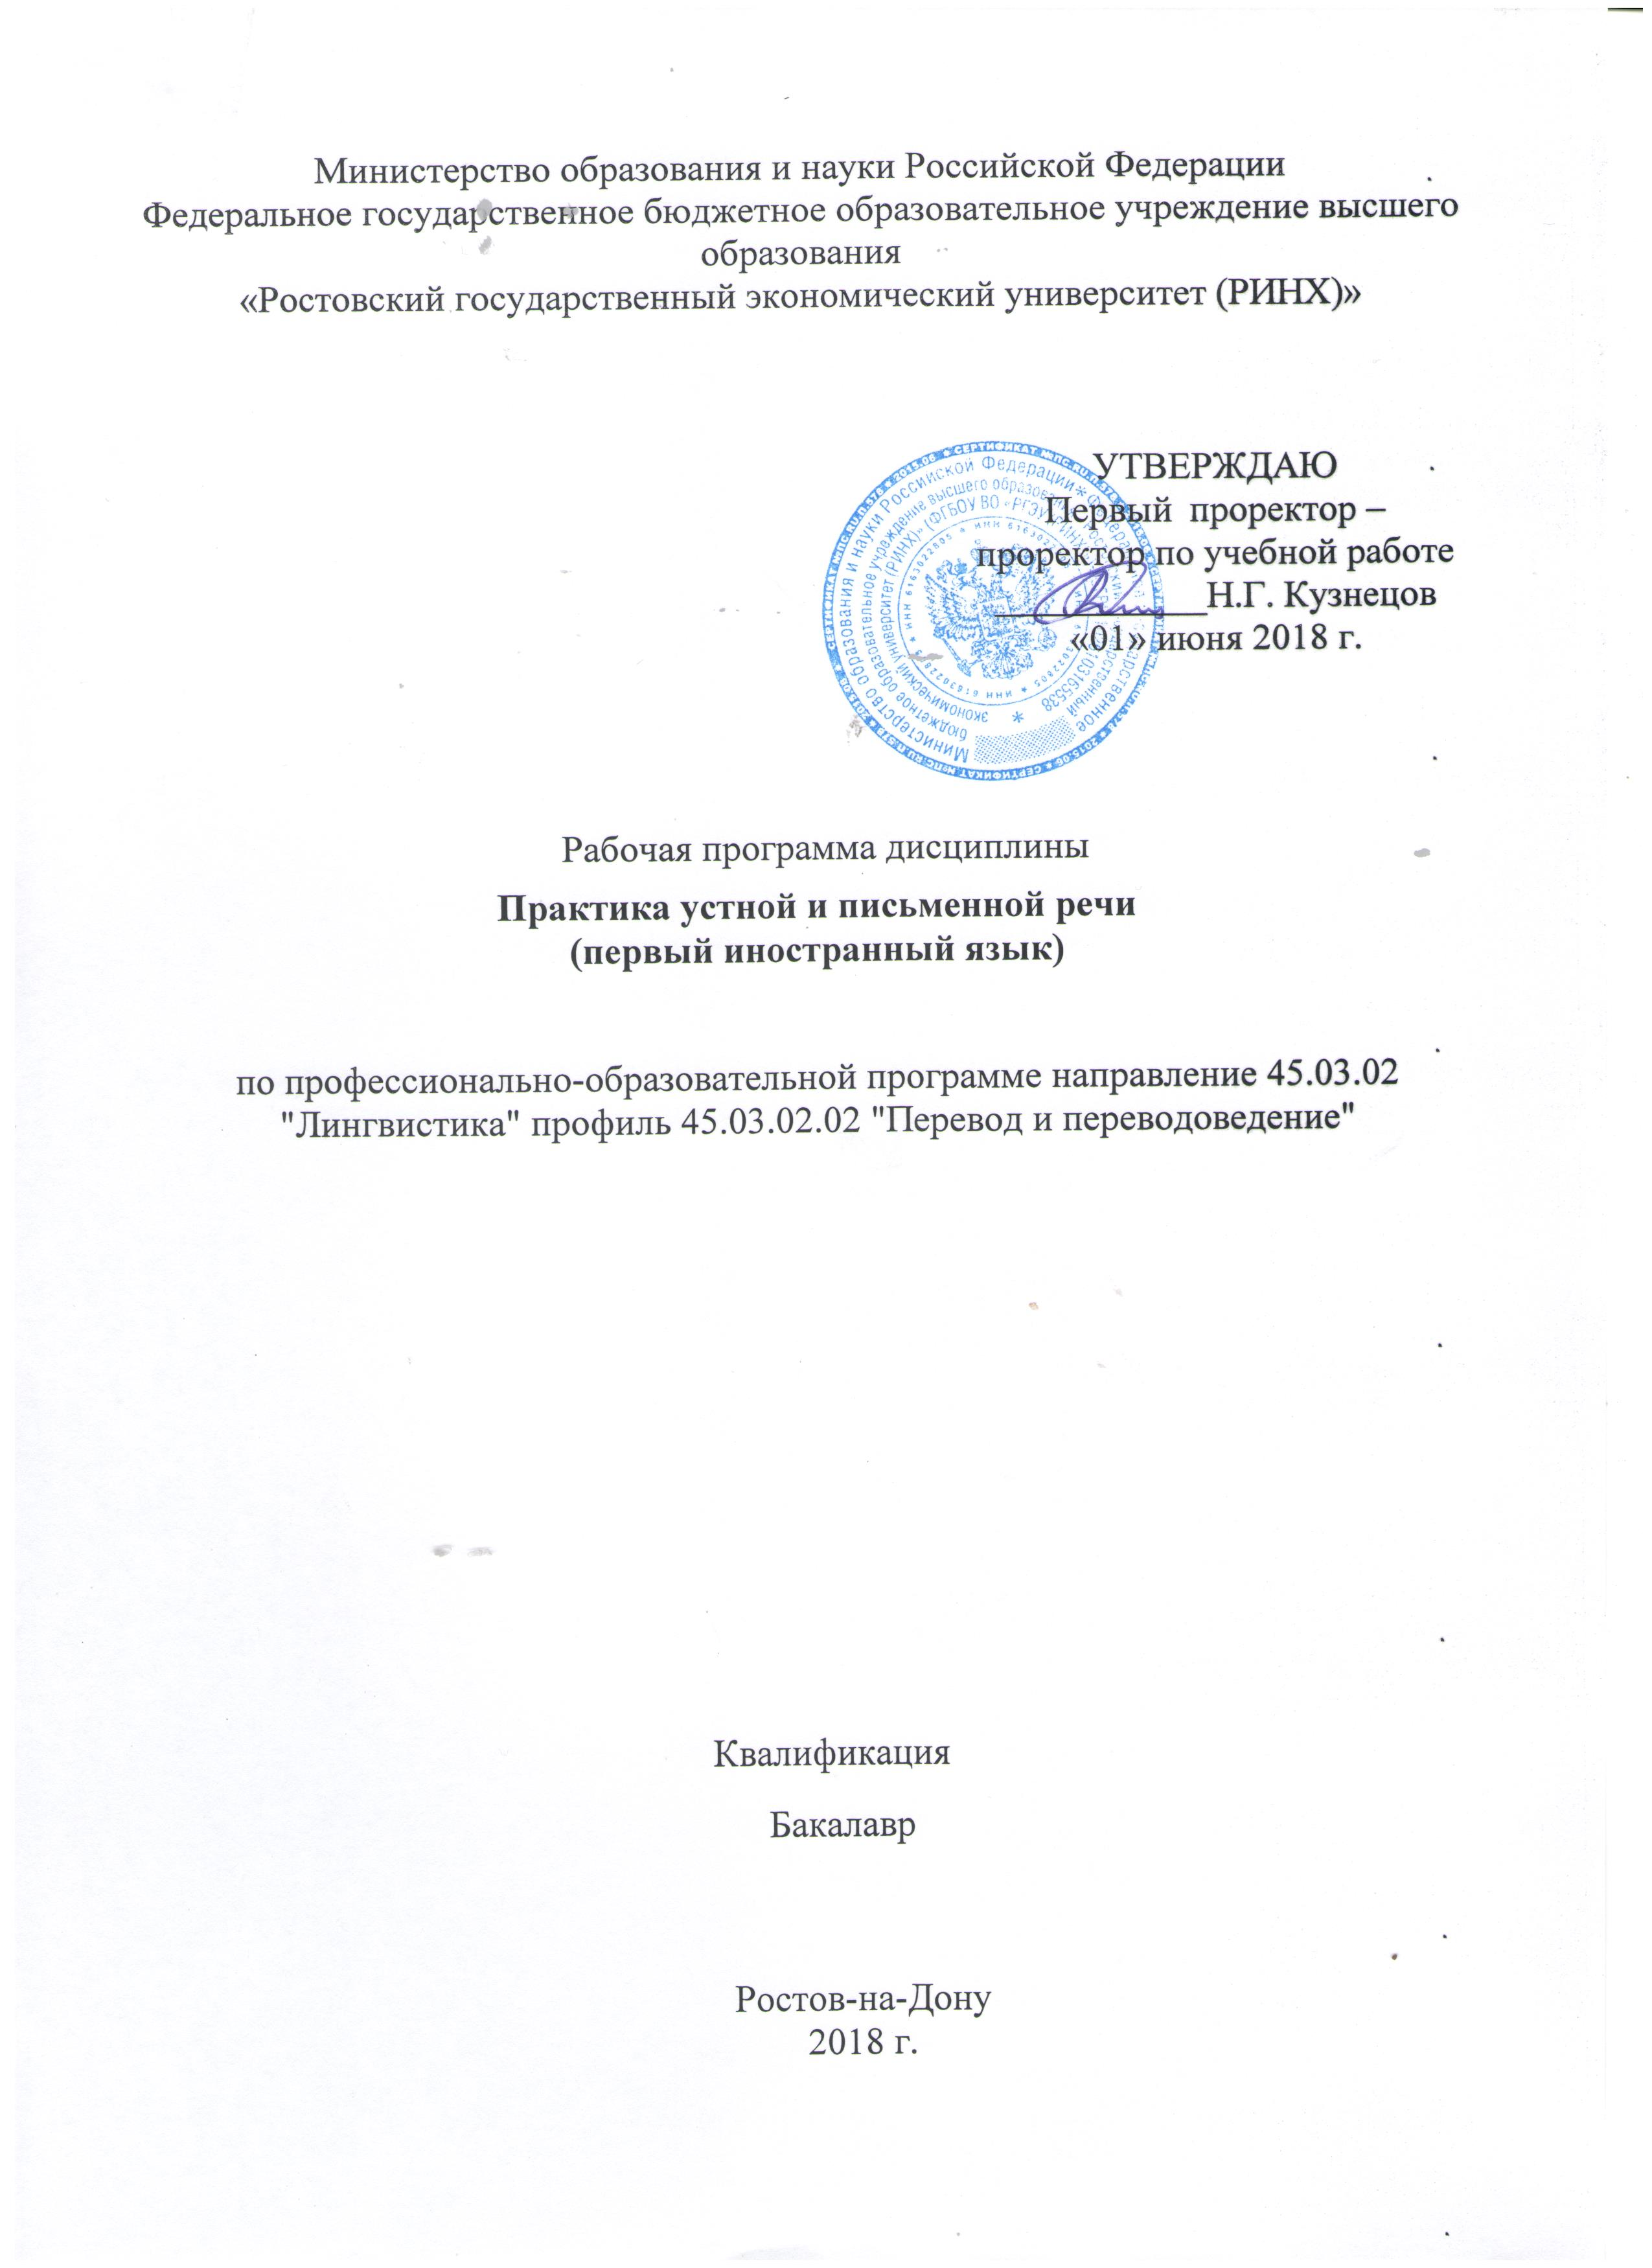 Министерство образования и науки Российской Федерации
Федеральное государственное бюджетное образовательное учреждение высшего
образования
«Ростовский государственный экономический университет (РИНХ)»
УТВЕРЖДАЮ
Первый проректор –
проректор по учебной работе
____________Н.Г. Кузнецов
«01» июня 2018 г.
Рабочая программа дисциплины
Практика устной и письменной речи
(первый иностранный язык)
по профессионально-образовательной программе направление 45.03.02
"Лингвистика" профиль 45.03.02.02 "Перевод и переводоведение"
Квалификация
Бакалавр
Ростов-на-Дону
2018 г.